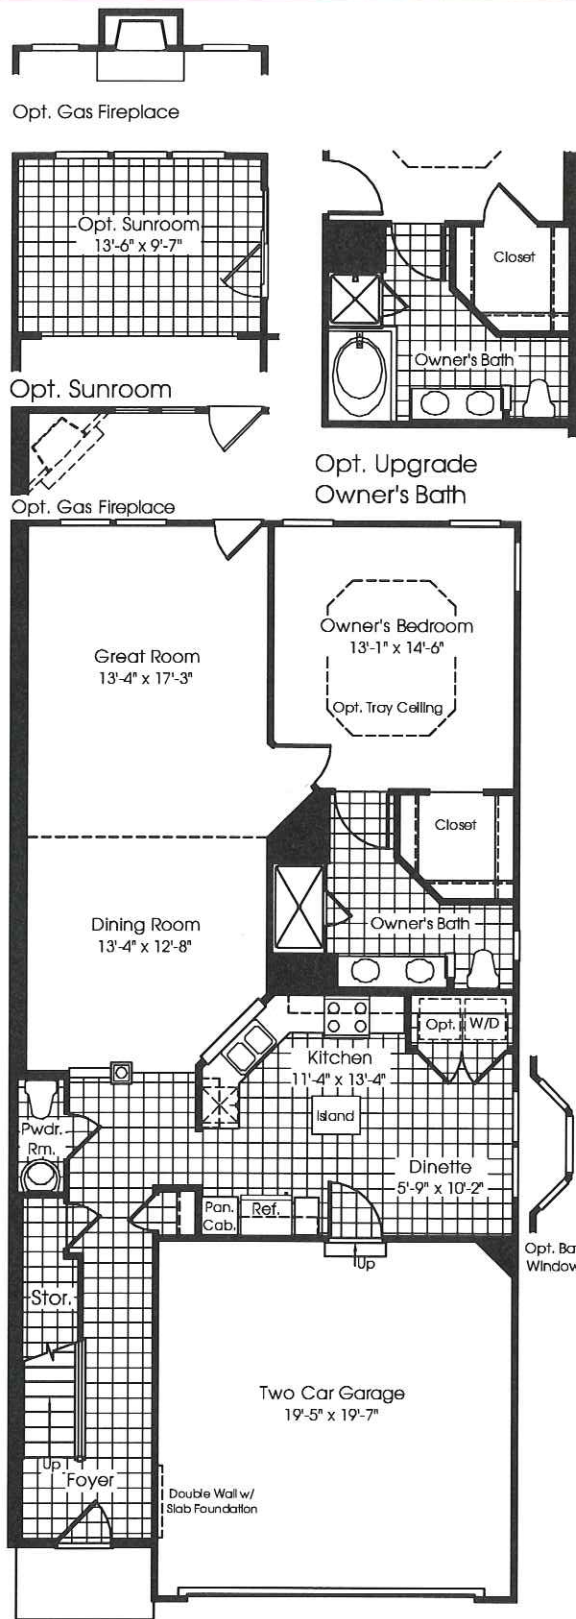 Opt. Gas Fireplace
Opt. Sunroom
13'-6" x 9'-7"
Closet
Owner's Bath
Opt. Sunroom
Opt. Upgrade
Owner's Bath
Opt. Gas Fireplace
Great Room
13'-4" x 17'-3"
Owner's Bedroom
13'-1" x 14'-6"
Opt. Tray Ceiling
Closet
Dining Room
13'-4" x 12'-8"
Owner's Bath
Opt. W/D
Kitchen
11'-4" x 13'-4"
Island
Pwdr.
Rm.
Dinette
5'-9" x 10'-2"
Pan.
Cab.
Ref.
Up
Opt. Ba
Window
Stor.
Two Car Garage
19'-5" x 19'-7"
Up
Foyer
Double Wall w/
Slab Foundation